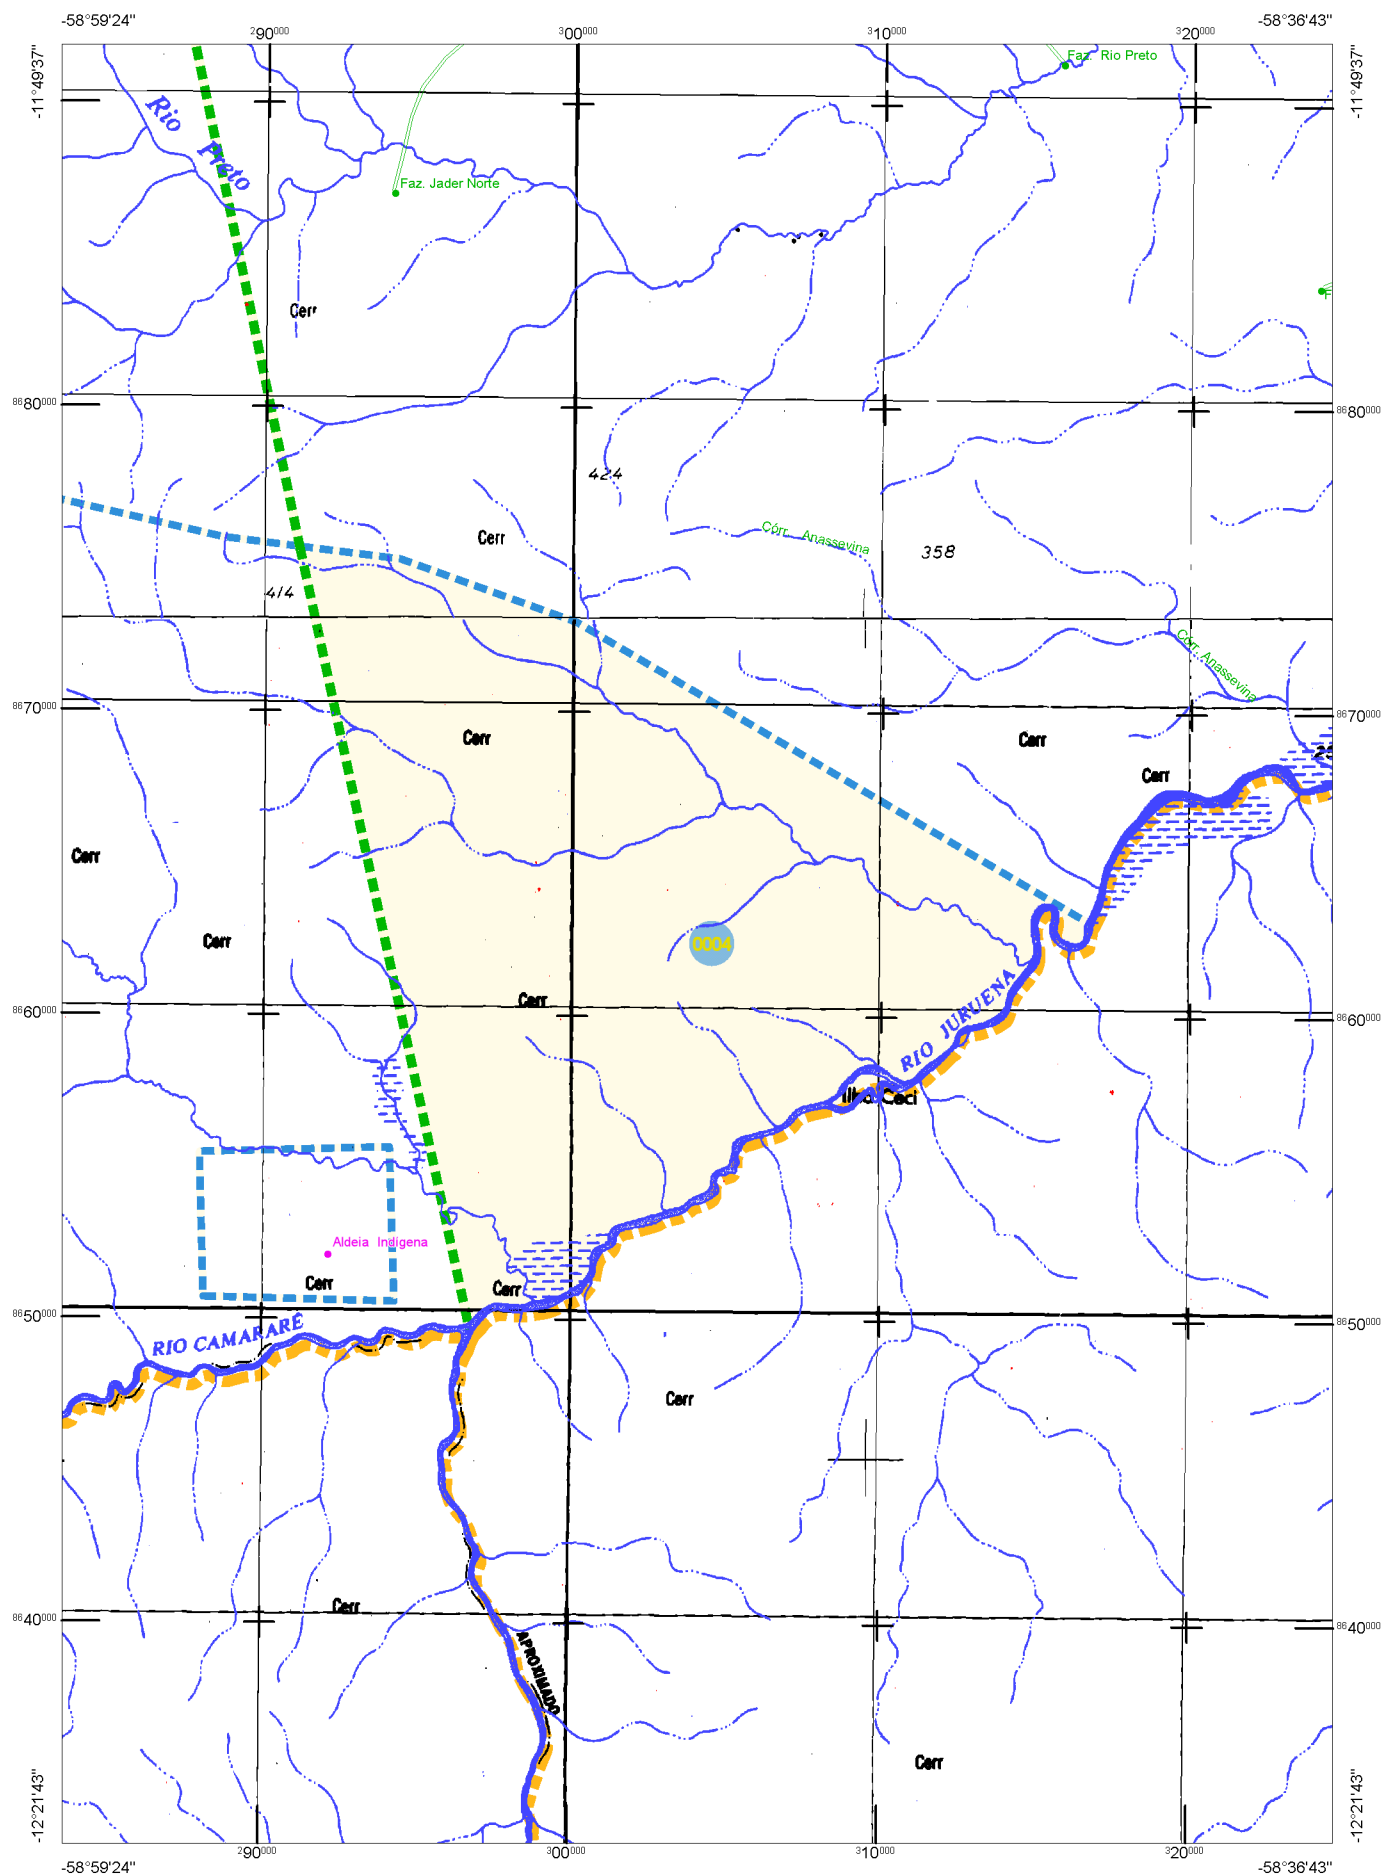 -58°59'24"
-58°36'43"
290000
300000
310000
320000
-11°49'37"
-11°49'37"
Faz. Rio Preto
Rio
Preto
Faz. Jader Norte
F
Cerr
8680000
8680000
424
Córr. Anassevina
Cerr
358
414
Córr. Anassevina
8670000
8670000
Cerr
Cerr
Cerr
Cerr
Cerr
0004
Cerr
8660000
8660000
RIO JURUENA
Ilha Ceci
Aldeia Indígena
Cerr
Cerr
8650000
8650000
RIO CAMARARÉ
Cerr
Cerr
8640000
8640000
APROXIMADO
Cerr
-12°21'43"
-12°21'43"
290000
300000
310000
320000
-58°59'24"
-58°36'43"